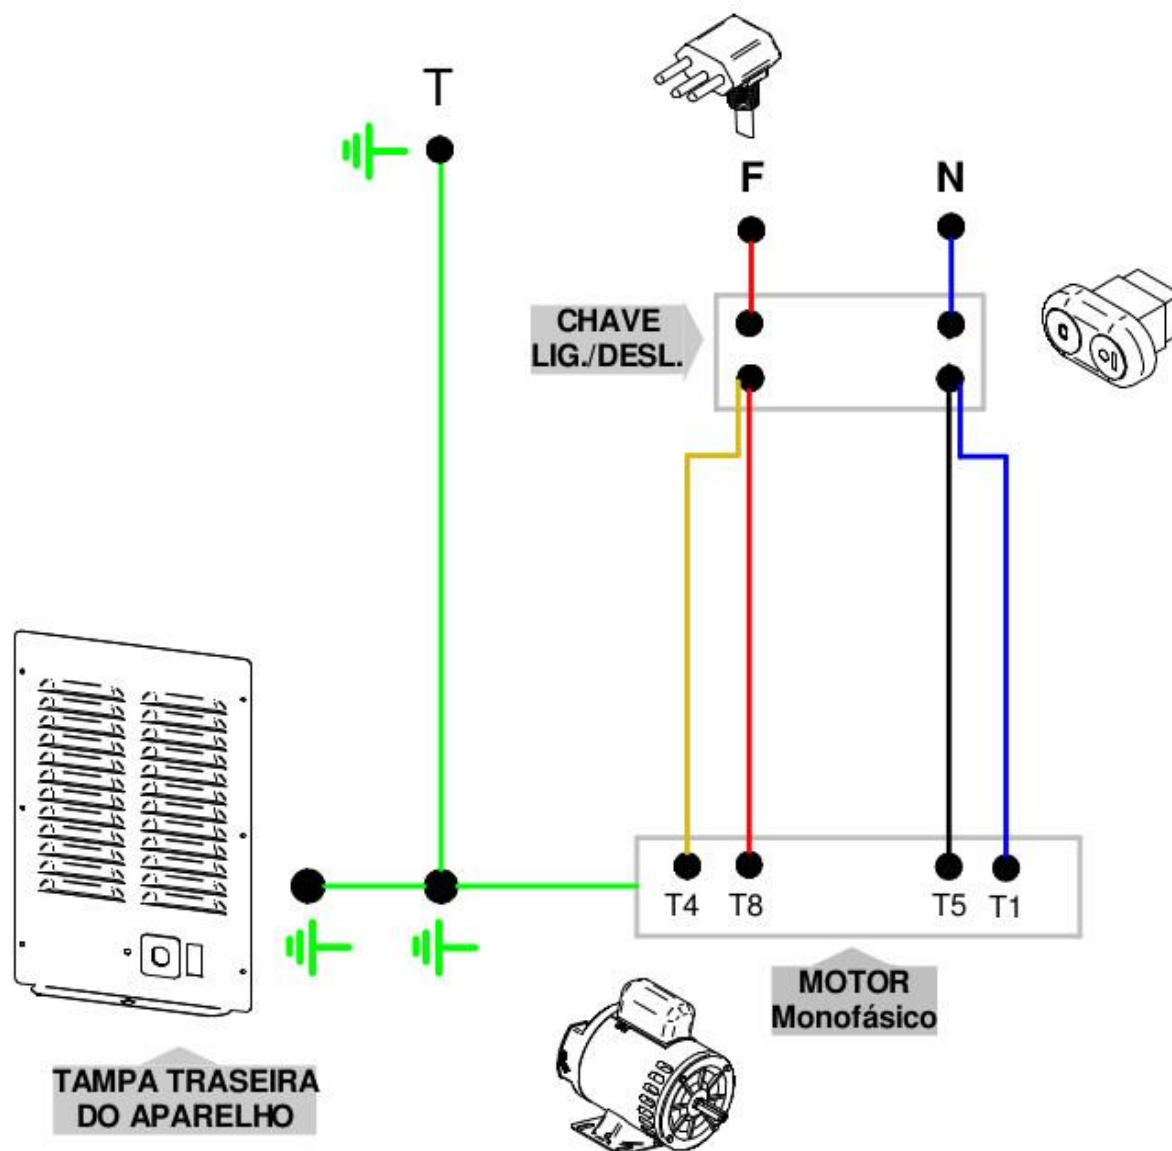 T
F
N
CHAVE
LIG./DESL.
T4
T8
T5
T1
MOTOR
Monofásico
TAMPA TRASEIRA
DO APARELHO